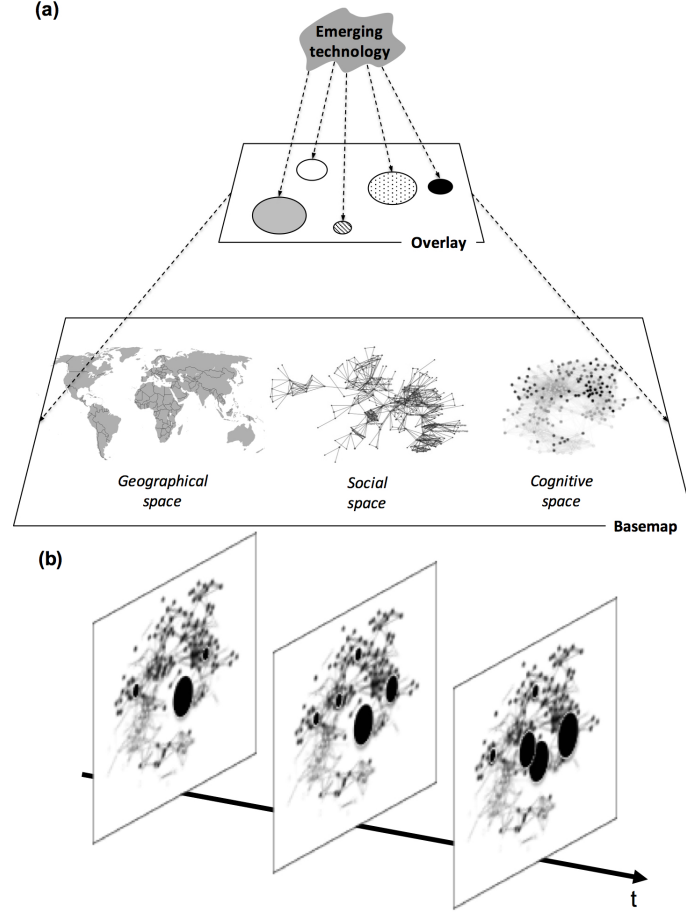 (a)
Emerging
technology
Overlay
Geographical
space
Social
space
Cognitive
space
Basemap
(b)
t